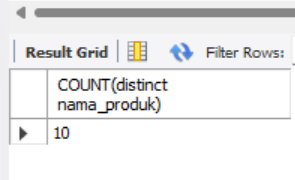 Result Grid Filter Rows:
COUNT(distinct
nama_produk)
10